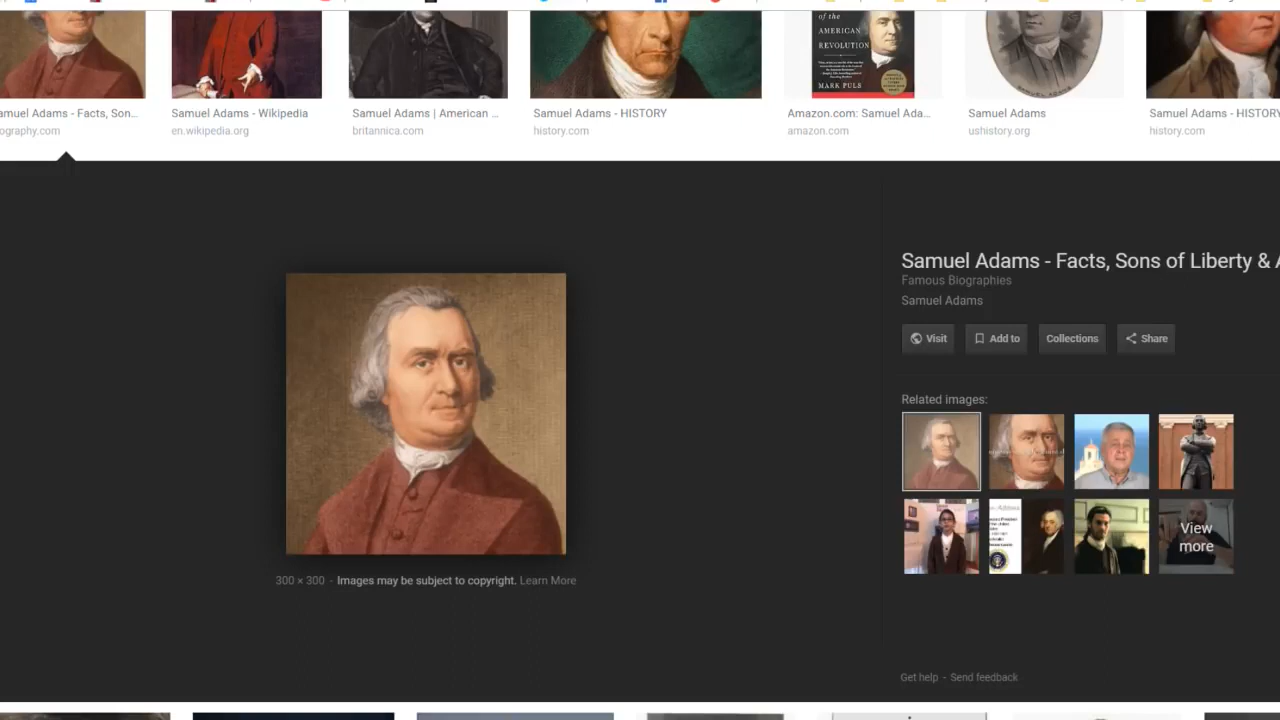 of the
AMERICAN
REVOLUTION
MARK PULS
amuel Adams - Facts, Son...
ography.com
Samuel Adams - Wikipedia
en.wikipedia.org
Samuel Adams | American ...
britannica.com
Samuel Adams - HISTORY
history.com
Amazon.com: Samuel Ada...
amazon.com
Samuel Adams
ushistory.org
Samuel Adams - HISTORY
history.com
Samuel Adams - Facts, Sons of Liberty & A
Famous Biographies
Samuel Adams
Visit
Add to
Collections
Share
Related images:
View
more
300 × 300 - Images may be subject to copyright. Learn More
Get help - Send feedback